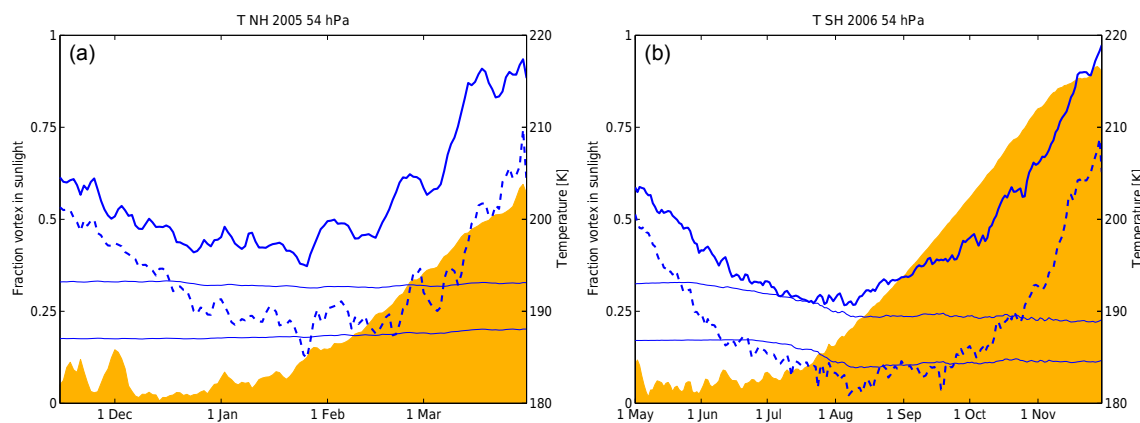 T NH 2005 54 hPa
(a)
Fraction vortex in sunlight
1
0.75
0.5
0.25
0
220
210
200
190
180
Temperature [K]
1 Dec
1 Jan
1 Feb
1 Mar
T SH 2006 54 hPa
(b)
Fraction vortex in sunlight
1
0.75
0.5
0.25
0
220
210
200
190
180
Temperature [K]
1 May
1 Jun
1 Jul
1 Aug
1 Sep
1 Oct
1 Nov